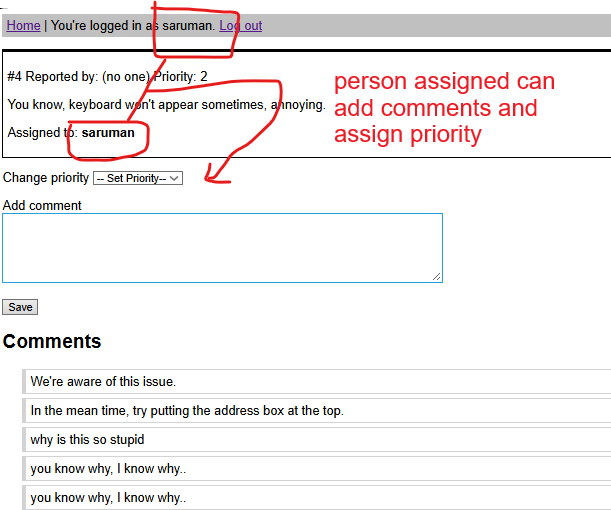 Home | You're logged in as saruman. Log out
#4 Reported by: (no one) Priority: 2
You know, keyboard won't appear sometimes, annoying.
Assigned to: saruman
person assigned can
add comments and
assign priority
Change priority -- Set Priority--
Add comment
Save
Comments
We're aware of this issue.
In the mean time, try putting the address box at the top.
why is this so stupid
you know why, I know why..
you know why, I know why..